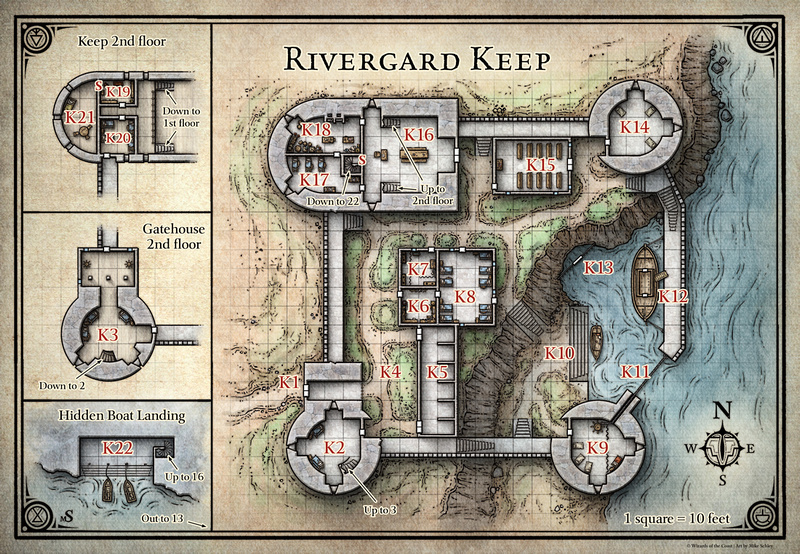 Rivergard Keep
Keep 2nd floor
S
K19
K21
K20
Down to
1st floor
Gatehouse
2nd floor
K3
Down to 2
Hidden Boat Landing
K22
Up to 16
Out to 13
K18
K16
S
K17
Down to 22
Up to
2nd floor
K15
K14
K7
K6
K8
K13
K12
K1
K4
K5
K10
K11
K2
K9
Up to 3
N
W
E
S
1 square = 10 feet
© Wizards of the Coast | Art by Mike Schley